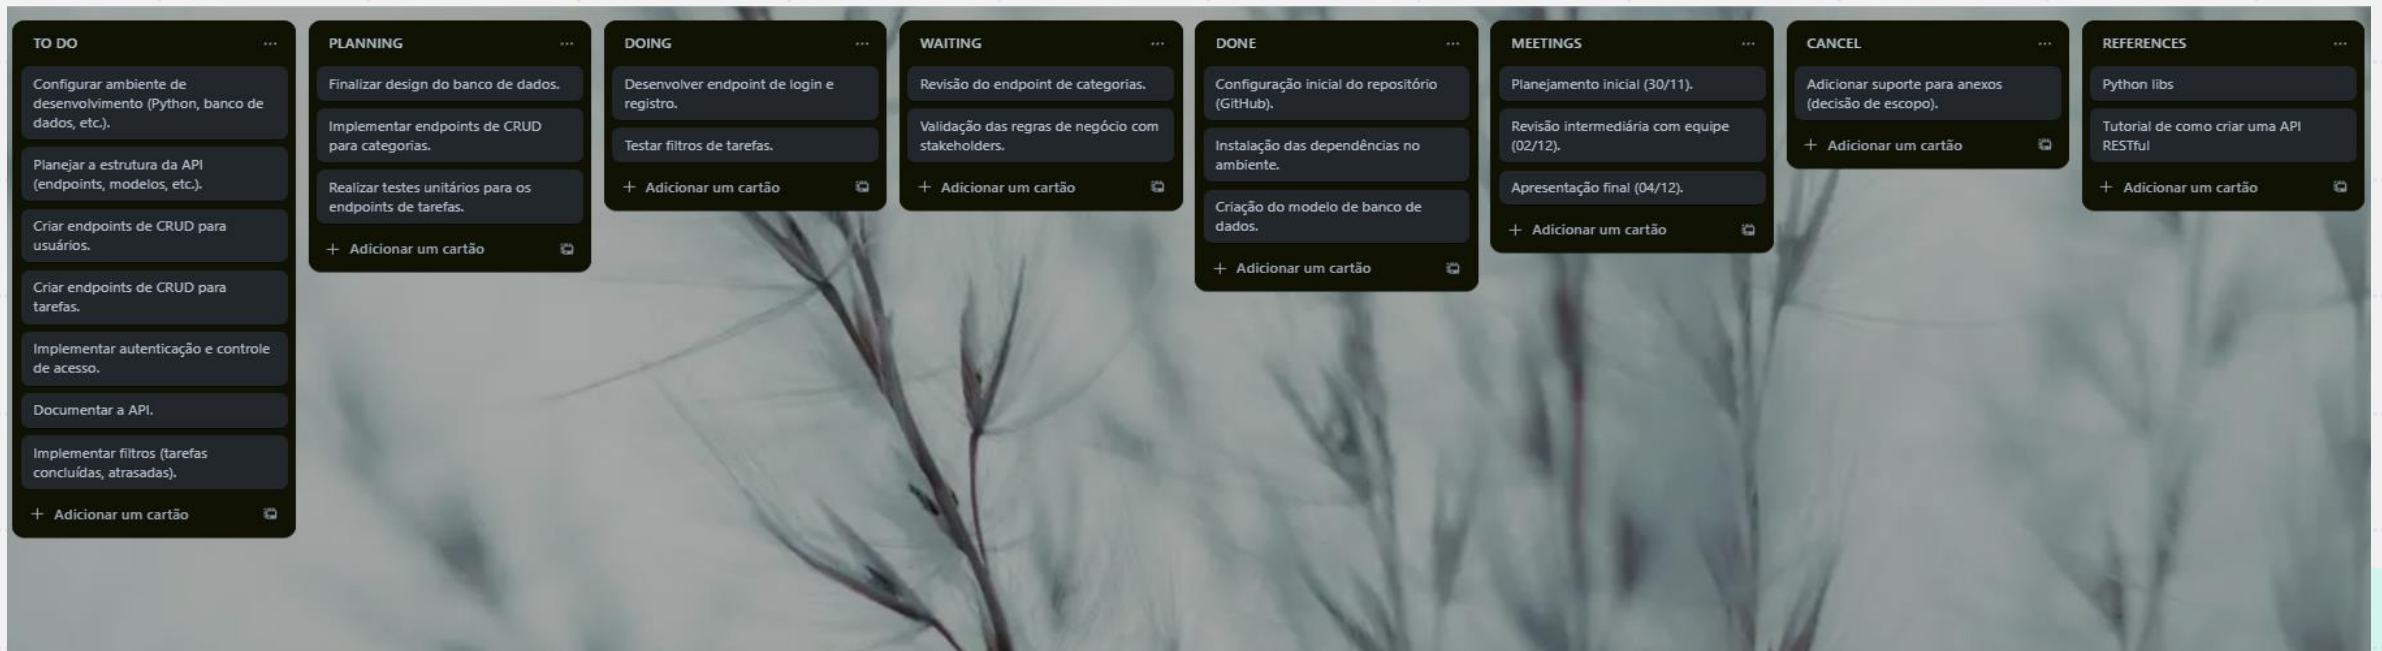 TO DO
Configurar ambiente de
desenvolvimento (Python, banco de
dados, etc.).
Planejar a estrutura da API
(endpoints, modelos, etc.).
Criar endpoints de CRUD para
usuários.
Criar endpoints de CRUD para
tarefas.
Implementar autenticação e controle
de acesso.
Documentar a API.
Implementar filtros (tarefas
concluídas, atrasadas).
+ Adicionar um cartão
PLANNING
Finalizar design do banco de dados.
Implementar endpoints de CRUD
para categorias.
Realizar testes unitários para os
endpoints de tarefas.
+ Adicionar um cartão
DOING
Desenvolver endpoint de login e
registro.
Testar filtros de tarefas.
+ Adicionar um cartão
WAITING
Revisão do endpoint de categorias.
Validação das regras de negócio com
stakeholders.
+ Adicionar um cartão
DONE
Configuração inicial do repositório
(GitHub).
Instalação das dependências no
ambiente.
Criação do modelo de banco de
dados.
+ Adicionar um cartão
MEETINGS
Planejamento inicial (30/11).
Revisão intermediária com equipe
(02/12).
Apresentação final (04/12).
+ Adicionar um cartão
CANCEL
Adicionar suporte para anexos
(decisão de escopo).
+ Adicionar um cartão
REFERENCES
Python libs
Tutorial de como criar uma API
RESTful
+ Adicionar um cartão